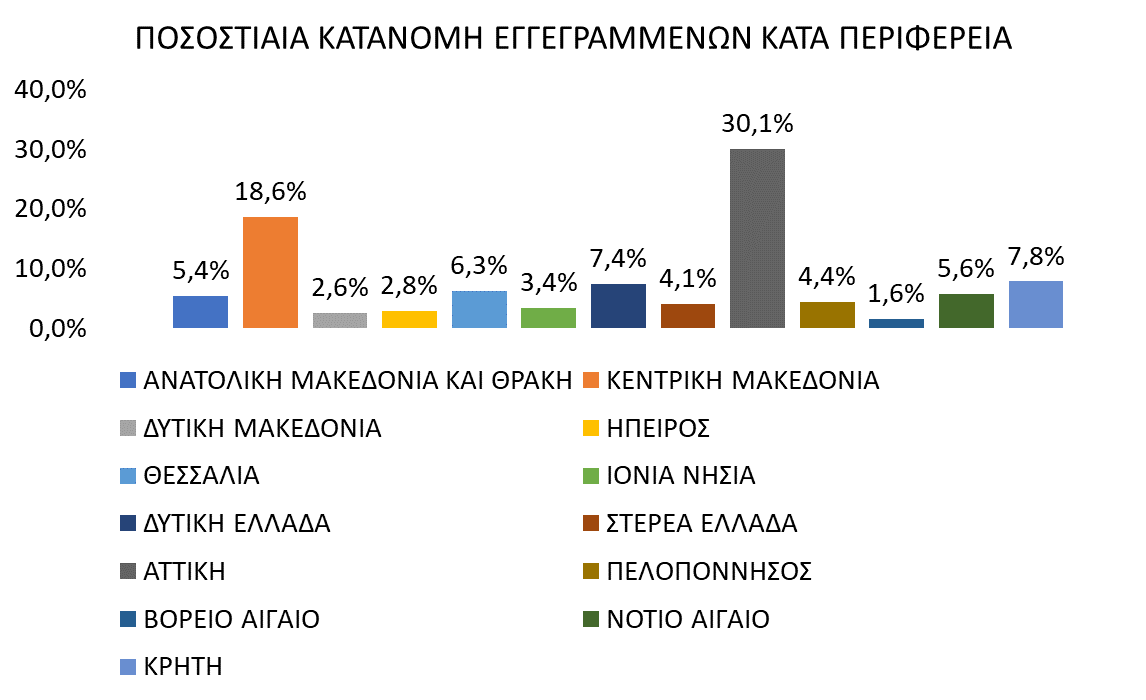 ΠΟΣΟΣΤΙΑΙΑ ΚΑΤΑΝΟΜΗ ΕΓΓΕΓΡΑΜΜΕΝΩΝ ΚΑΤΑ ΠΕΡΙΦΕΡΕΙΑ
40,0%
30,0%
20,0%
10,0%
0,0%
5,4%
18,6%
2,6%
2,8%
6,3%
3,4%
7,4%
4,1%
30,1%
4,4%
1,6%
5,6%
7,8%
ΑΝΑΤΟΛΙΚΗ ΜΑΚΕΔΟΝΙΑ ΚΑΙ ΘΡΑΚΗ
ΚΕΝΤΡΙΚΗ ΜΑΚΕΔΟΝΙΑ
ΔΥΤΙΚΗ ΜΑΚΕΔΟΝΙΑ
ΗΠΕΙΡΟΣ
ΘΕΣΣΑΛΙΑ
ΙΟΝΙΑ ΝΗΣΙΑ
ΔΥΤΙΚΗ ΕΛΛΑΔΑ
ΣΤΕΡΕΑ ΕΛΛΑΔΑ
ΑΤΤΙΚΗ
ΠΕΛΟΠΟΝΝΗΣΟΣ
ΒΟΡΕΙΟ ΑΙΓΑΙΟ
ΝΟΤΙΟ ΑΙΓΑΙΟ
ΚΡΗΤΗ